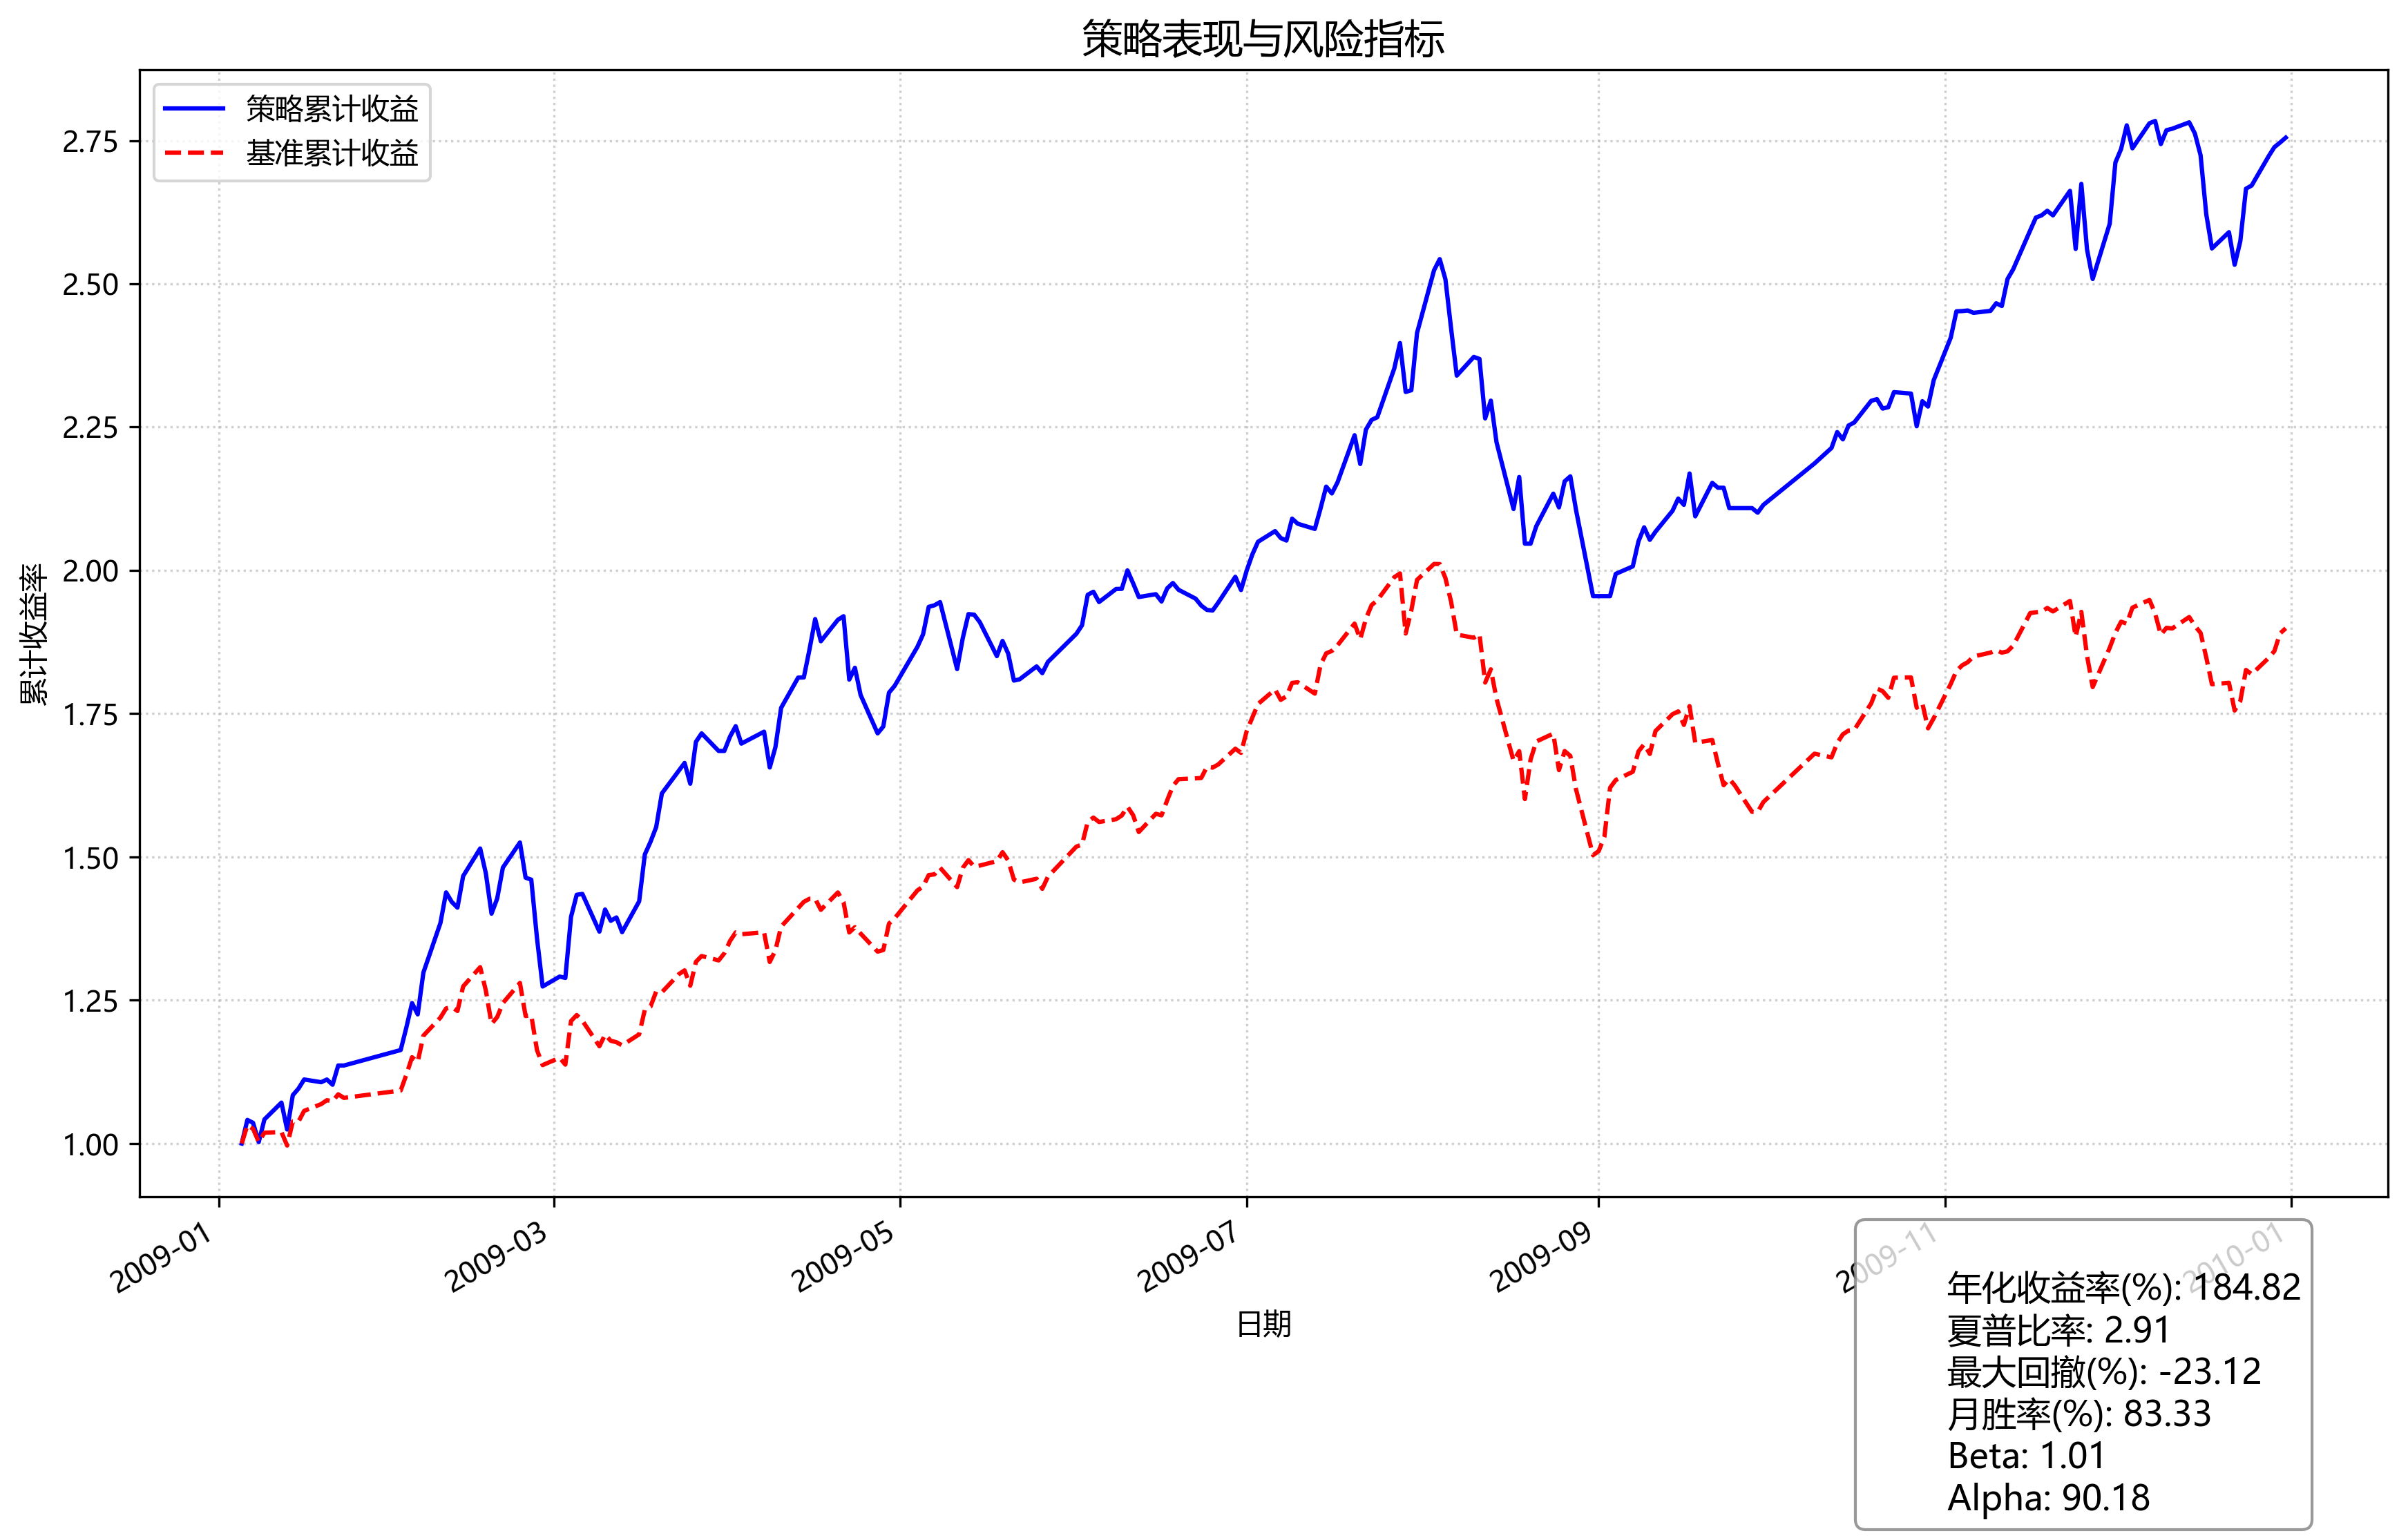 策略表现与风险指标
策略累计收益
基准累计收益
2.75
2.50
2.25
2.00
1.75
1.50
1.25
1.00
累计收益率
2009-01
2009-03
2009-05
2009-07
2009-09
2009-11
2010-01
日期
年化收益率(%): 184.82
夏普比率: 2.91
最大回撤(%): -23.12
月胜率(%): 83.33
Beta: 1.01
Alpha: 90.18